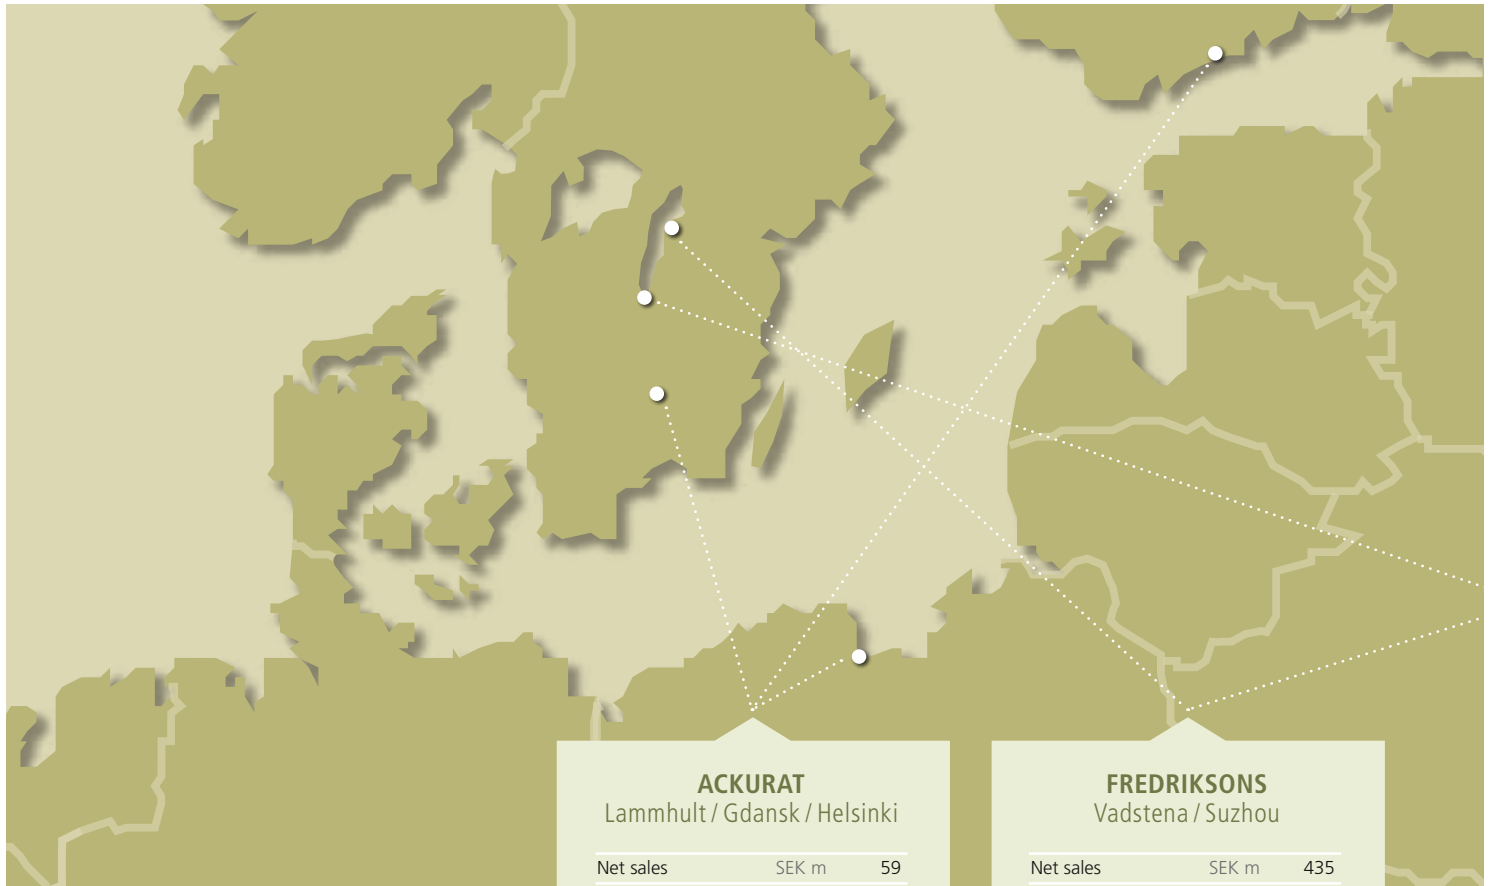 ACKURAT
Lammhult / Gdansk / Helsinki
Net sales SEK m 59
FREDRIKSONS
Vadstena / Suzhou
Net sales SEK m 435